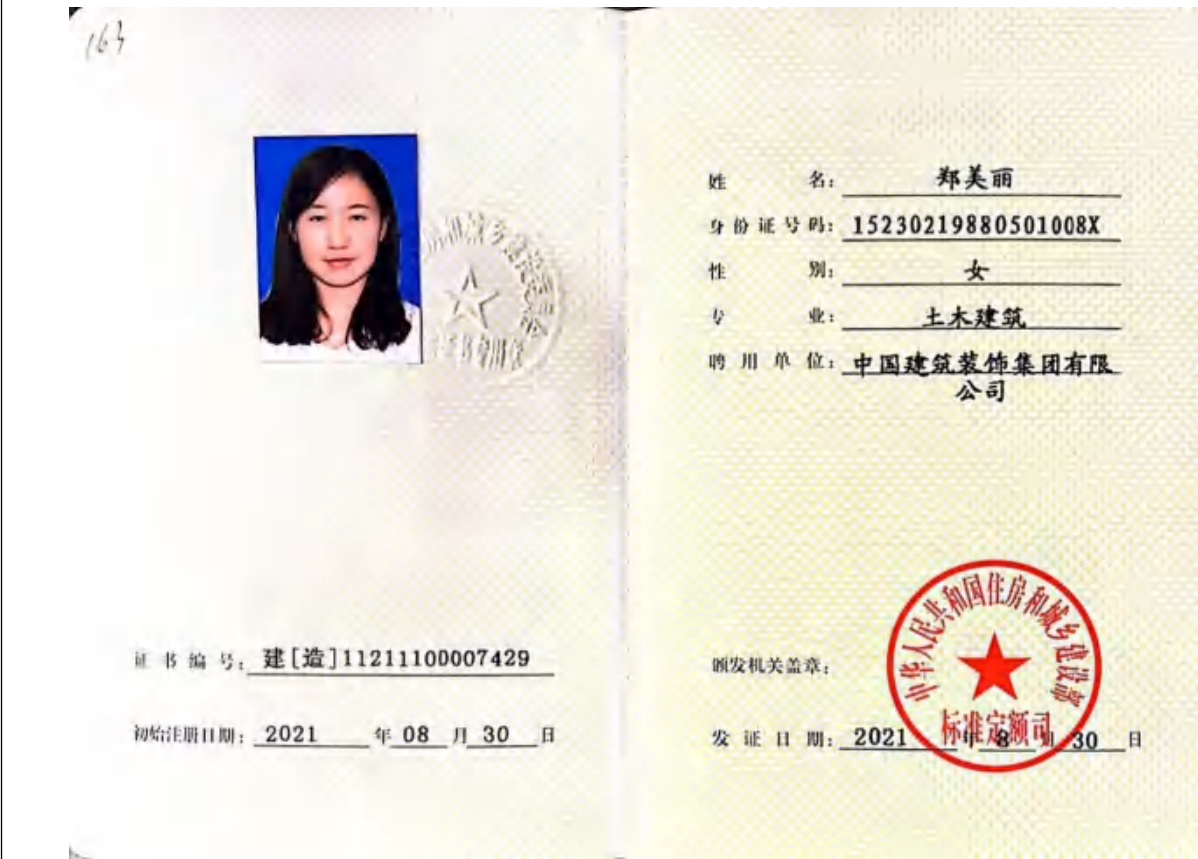 163
证书编号：建[造]11211100007429
初始注册日期：2021 年 08 月 30 日
姓 名：郑美丽
身份证号码：15230219880501008X
性 别：女
专 业：土木建筑
聘用单位：中国建筑装饰集团有限
公司
颁发机关盖章：
中华人民共和国住房和城乡建设部
标准定额司
发证日期：2021 年 8 月 30 日